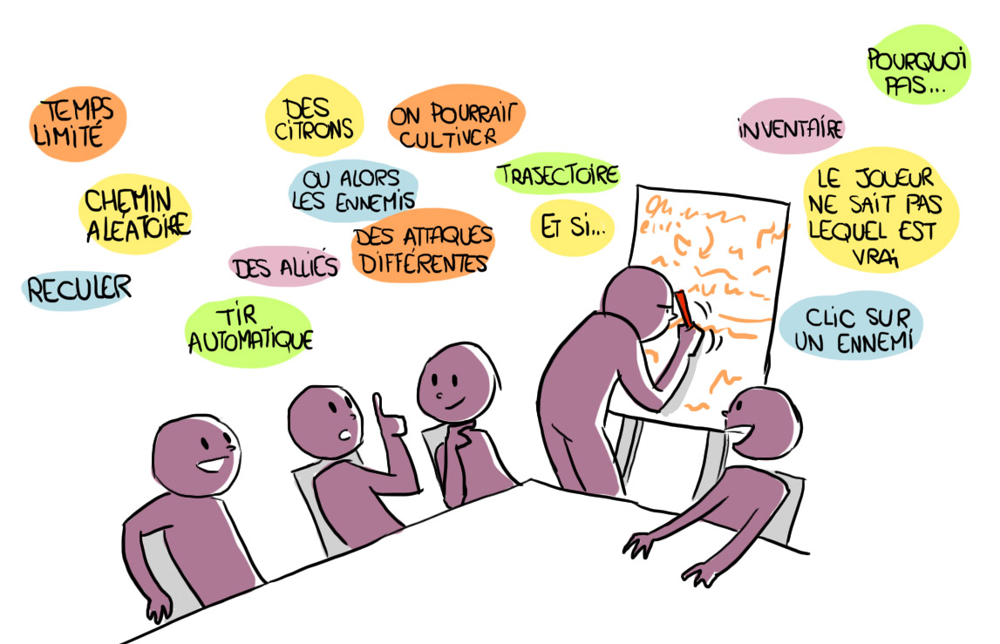 TEMPS
LIMITÉ
CHEMIN
ALÉATOIRE
RECULER
DES
CITRONS
ON POURRAIT
CULTIVER
OU ALORS
LES ENNEMIS
DES ATTAQUES
DIFFÉRENTES
DES ALLIÉS
TIR
AUTOMATIQUE
TRAJECTOIRE
ET SI...
POURQUOI
PAS...
INVENTAIRE
LE JOUEUR
NE SAIT PAS
LEQUEL EST
VRAI
CLIC SUR
UN ENNEMI